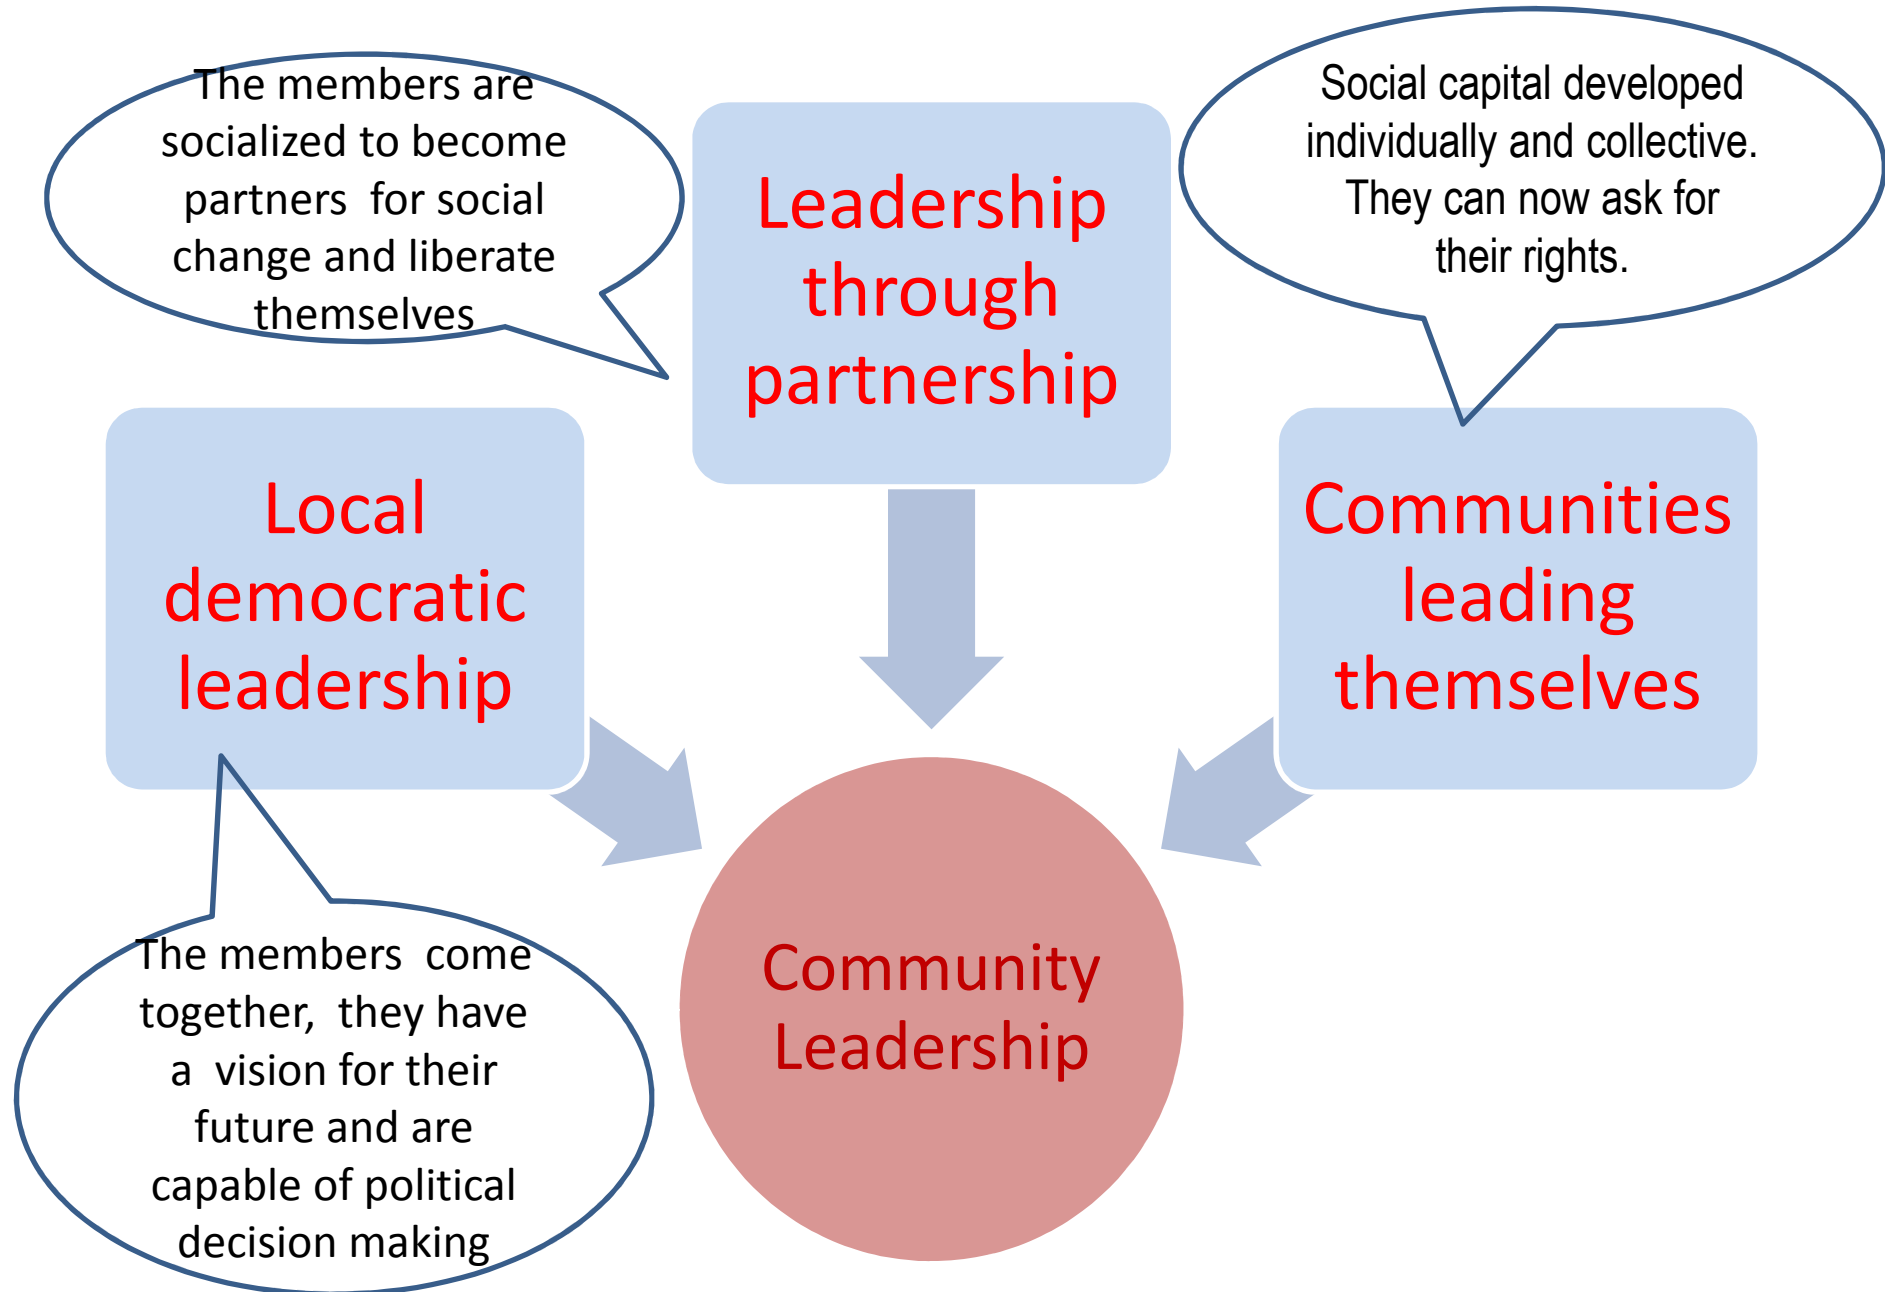 The members are
socialized to become
partners for social
change and liberate
themselves
Leadership
through
partnership
Social capital developed
individually and collective.
They can now ask for
their rights.
Local
democratic
leadership
Communities
leading
themselves
The members come
together, they have
a vision for their
future and are
capable of political
decision making
Community
Leadership